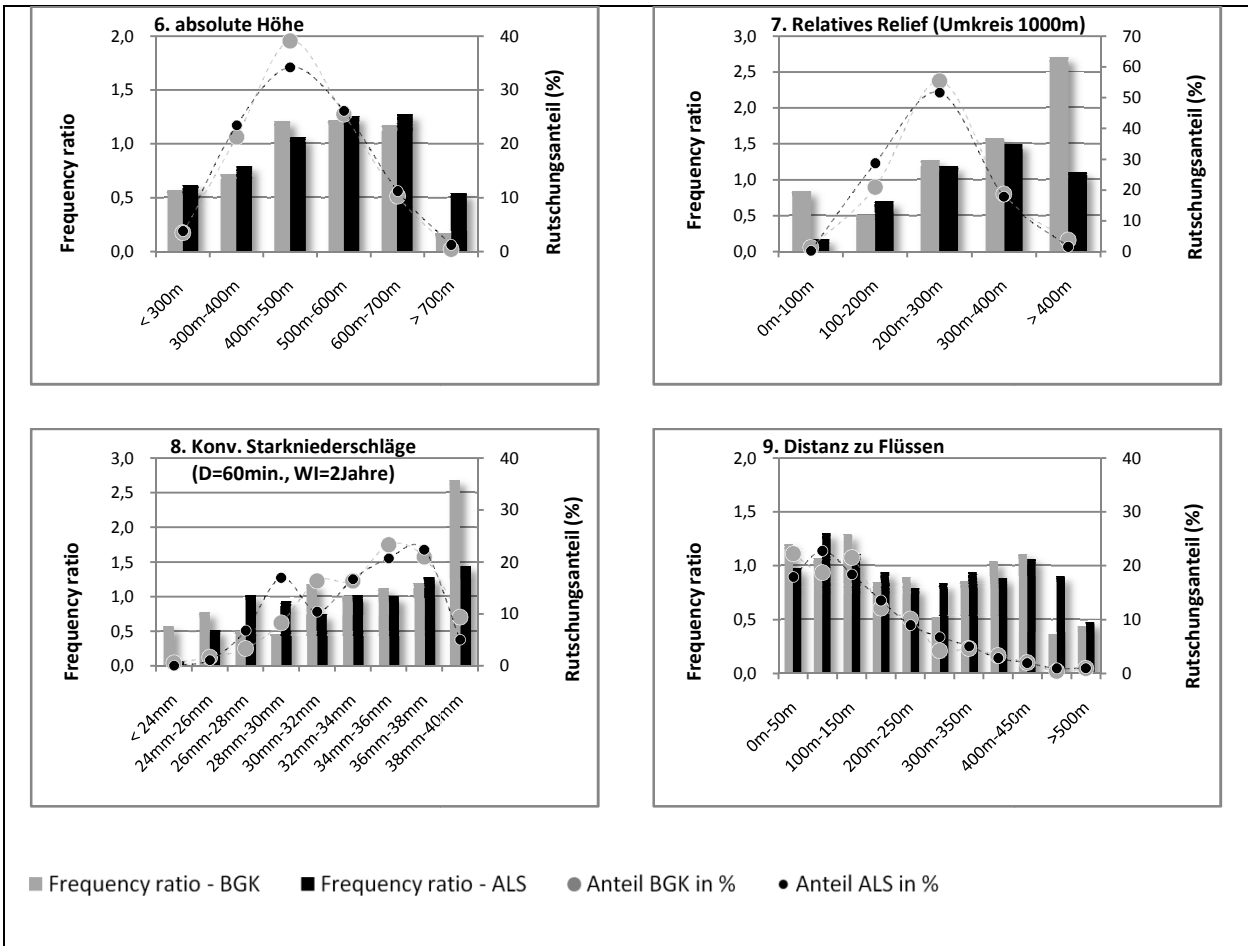 6. absolute Höhe
Frequency ratio
2,0
1,5
1,0
0,5
0,0
40
30
20
10
0
Rutschungsanteil (%)
< 300m
300m-400m
400m-500m
500m-600m
600m-700m
> 700m
7. Relatives Relief (Umkreis 1000m)
Frequency ratio
3,0
2,5
2,0
1,5
1,0
0,5
0,0
70
60
50
40
30
20
10
0
Rutschungsanteil (%)
0m-100m
100-200m
200m-300m
300m-400m
> 400m
8. Konv. Starkniederschläge
(D=60min., WI=2Jahre)
Frequency ratio
3,0
2,5
2,0
1,5
1,0
0,5
0,0
40
30
20
10
0
Rutschungsanteil (%)
< 24mm
24mm-26mm
26mm-28mm
28mm-30mm
30mm-32mm
32mm-34mm
34mm-36mm
36mm-38mm
38mm-40mm
9. Distanz zu Flüssen
Frequency ratio
2,0
1,5
1,0
0,5
0,0
40
30
20
10
0
Rutschungsanteil (%)
0m-50m
100m-150m
200m-250m
300m-350m
400m-450m
>500m
Frequency ratio - BGK Frequency ratio - ALS Anteil BGK in % Anteil ALS in %